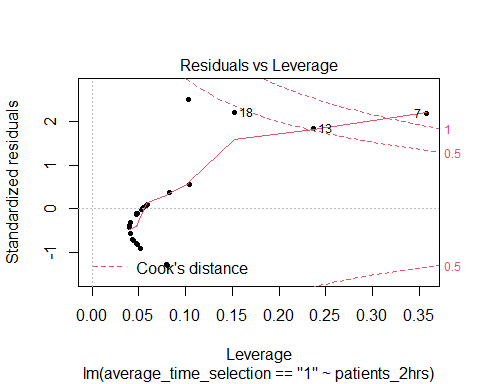 Residuals vs Leverage
Standardized residuals
2
1
0
-1
18
13
7
1
0.5
0.5
Cook's distance
0.00 0.05 0.10 0.15 0.20 0.25 0.30 0.35
Leverage
lm(average_time_selection == "1" ~ patients_2hrs)